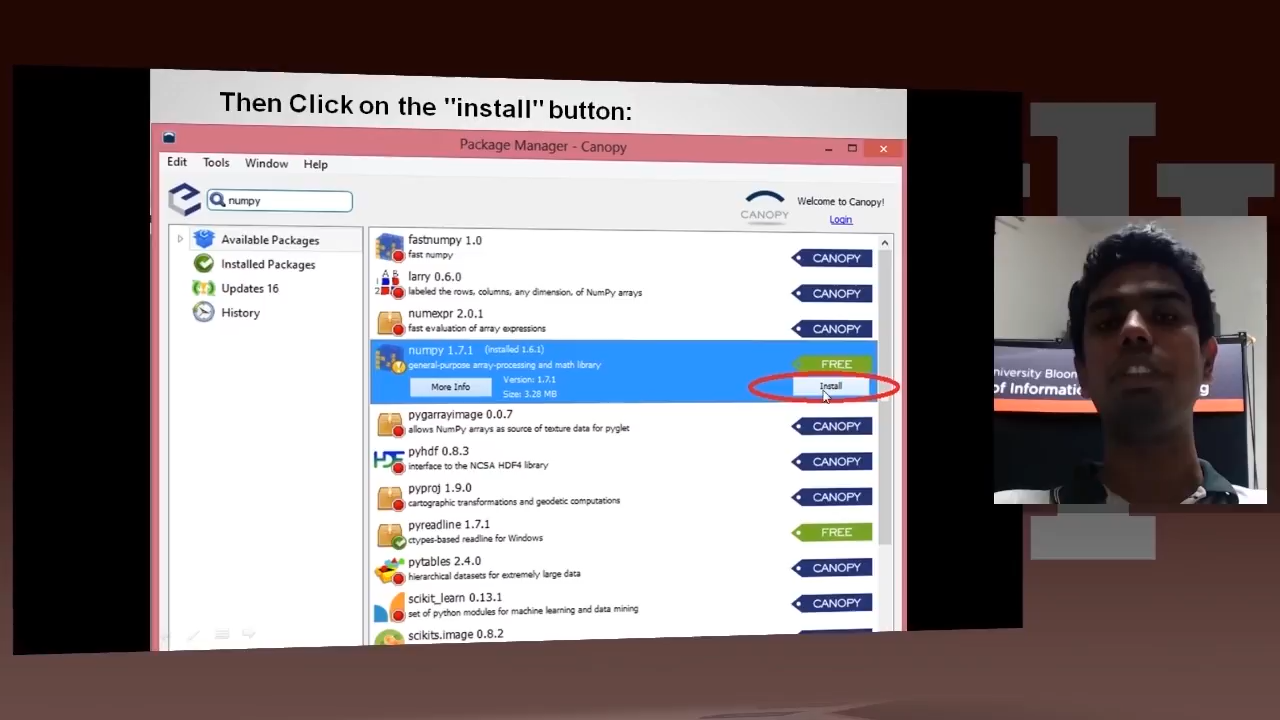 Then Click on the "install" button:
Package Manager - Canopy
Edit Tools Window Help
numpy
CANOPY
Welcome to Canopy!
Login
Available Packages
Installed Packages
Updates 16
History
fastnumpy 1.0
fast numpy
CANOPY
larry 0.6.0
labeled the rows, columns, any dimension, of NumPy arrays
CANOPY
numexpr 2.0.1
fast evaluation of array expressions
CANOPY
numpy 1.7.1 (installed 1.6.1)
general-purpose array-processing and math library
FREE
More Info
Version: 1.7.1
Size: 3.28 MB
Install
pygarrayimage 0.0.7
allows NumPy arrays as source of texture data for pyglet
CANOPY
pyhdf 0.8.3
interface to the NCSA HDF4 library
CANOPY
pyproj 1.9.0
cartographic transformations and geodetic computations
CANOPY
pyreadline 1.7.1
ctypes-based readline for Windows
FREE
pytables 2.4.0
hierarchical datasets for extremely large data
CANOPY
scikit_learn 0.13.1
set of python modules for machine learning and data mining
CANOPY
scikits.image 0.8.2
niversity Bloom
of Information